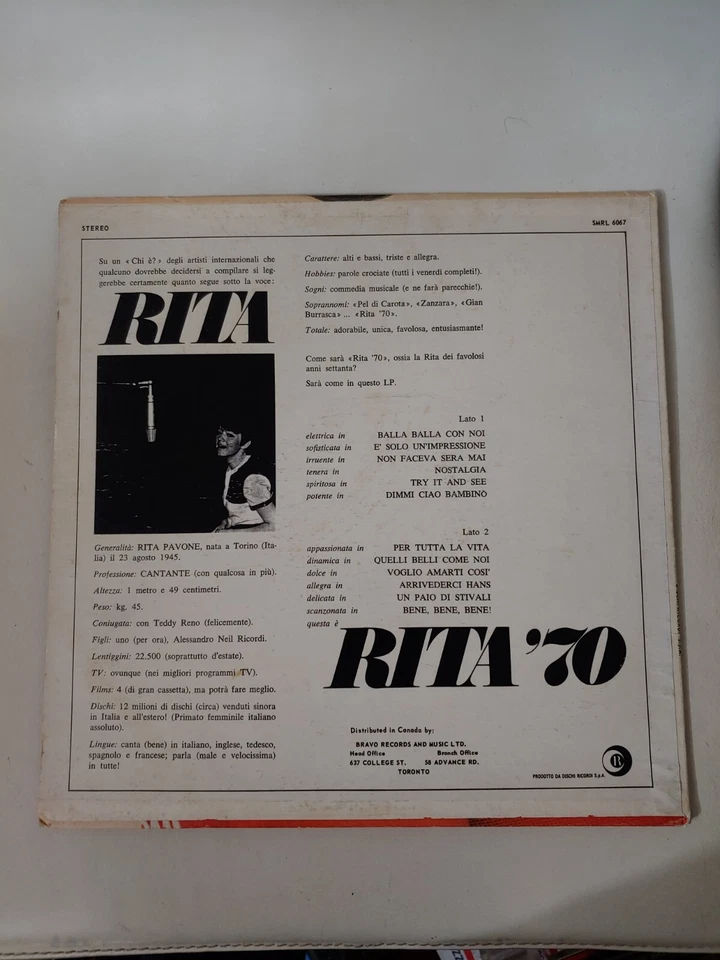 STEREO
SMRL 6067
Su un «Chi è?» degli artisti internazionali che
qualcuno dovrebbe decidersi a compilare si leg-
gerebbe certamente quanto segue sotto la voce:
RITA
Generalità: RITA PAVONE, nata a Torino (Ita-
lia) il 23 agosto 1945.
Professione: CANTANTE (con qualcosa in più).
Altezza: 1 metro e 49 centimetri.
Peso: kg. 45.
Coniugata: con Teddy Reno (felicemente).
Figli: uno (per ora), Alessandro Neil Ricordi.
Lentiggini: 22.500 (soprattutto d'estate).
TV: ovunque (nei migliori programmi TV).
Films: 4 (di gran cassetta), ma potrà fare meglio.
Dischi: 12 milioni di dischi (circa) venduti sinora
in Italia e all'estero! (Primato femminile italiano
assoluto).
Lingue: canta (bene) in italiano, inglese, tedesco,
spagnolo e francese; parla (male e velocissima)
in tutte!
Carattere: alti e bassi, triste e allegra.
Hobbies: parole crociate (tutti i venerdì completi!).
Sogni: commedia musicale (e ne farà parecchie!).
Soprannomi: «Pel di Carota», «Zanzara», «Gian
Burrasca» ... «Rita '70».
Totale: adorabile, unica, favolosa, entusiasmante!
Come sarà «Rita '70», ossia la Rita dei favolosi
anni settanta?
Sarà come in questo LP.
Lato 1
elettrica in BALLA BALLA CON NOI
sofisticata in E' SOLO UN'IMPRESSIONE
irruente in NON FACEVA SERA MAI
tenera in NOSTALGIA
spiritosa in TRY IT AND SEE
potente in DIMMI CIAO BAMBINO
Lato 2
appassionata in PER TUTTA LA VITA
dinamica in QUELLI BELLI COME NOI
dolce in VOGLIO AMARTI COSI'
allegra in ARRIVEDERCI HANS
delicata in UN PAIO DI STIVALI
scanzonata in BENE, BENE, BENE!
questa è
RITA '70
Distributed in Canada by:
BRAVO RECORDS AND MUSIC LTD.
Head Office Branch Office
637 COLLEGE ST. 58 ADVANCE RD.
TORONTO
PRODOTTO DA DISCHI RICORDI S.p.A.
R